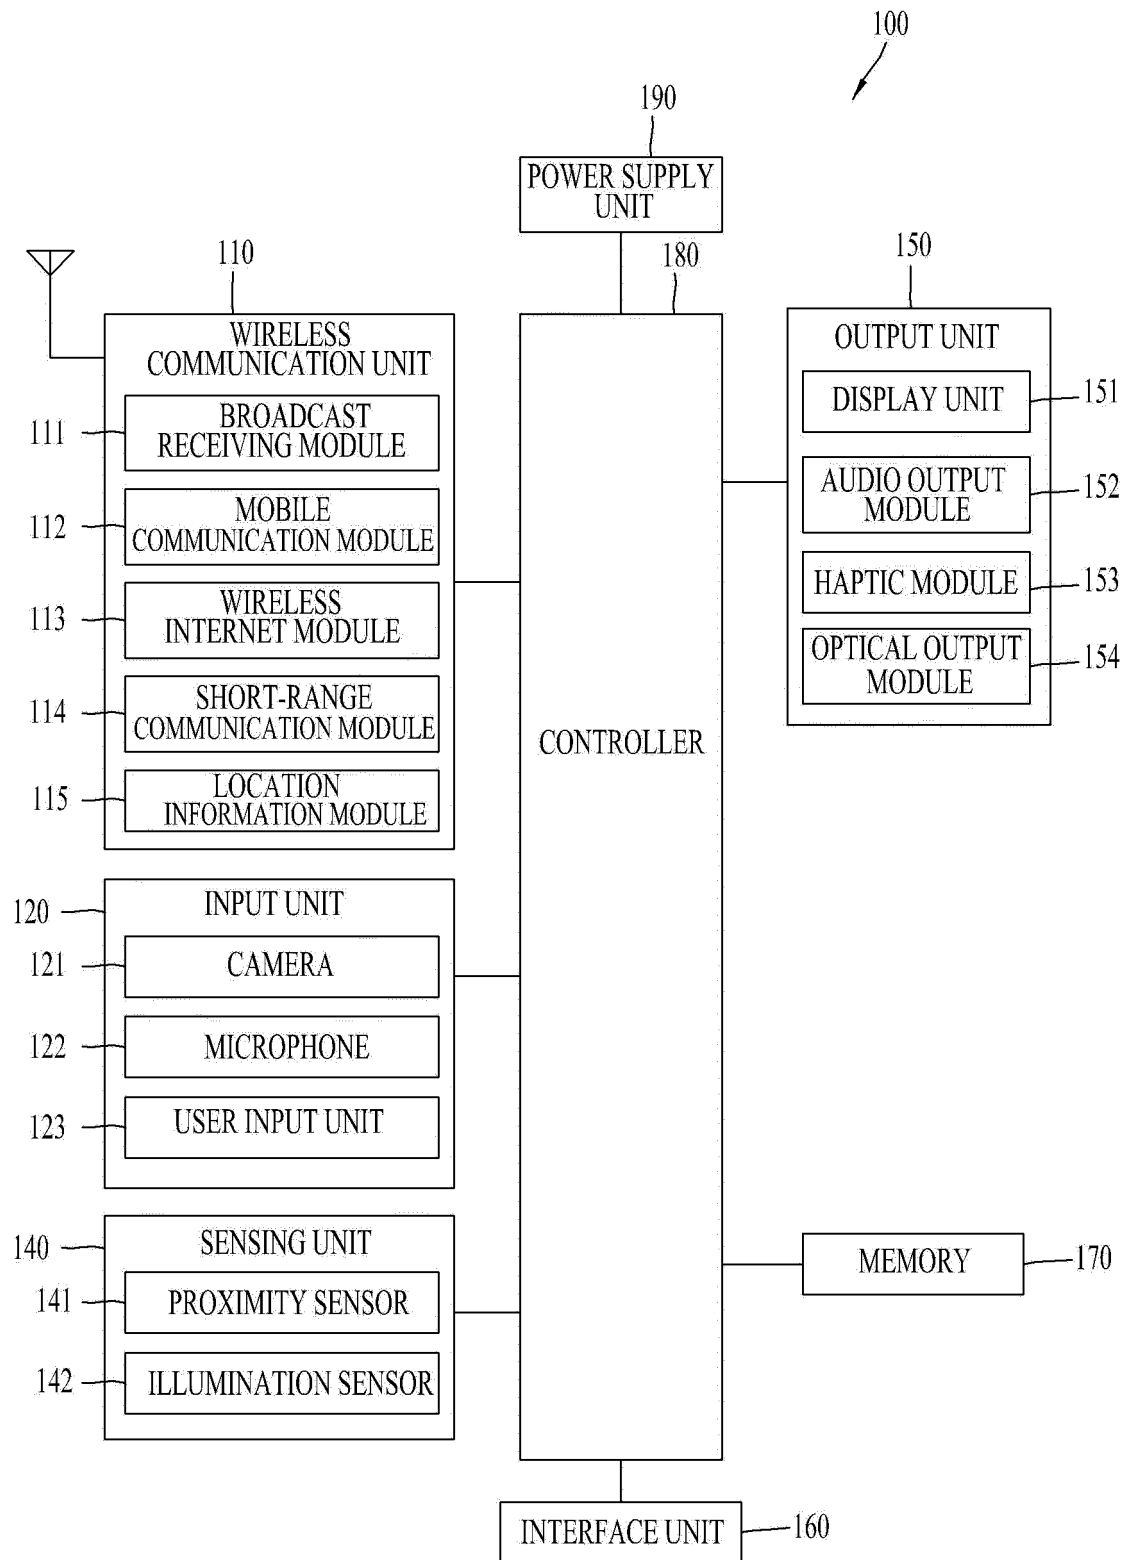 100
190
POWER SUPPLY
UNIT
110
180
150
WIRELESS
COMMUNICATION UNIT
111
BROADCAST
RECEIVING MODULE
112
MOBILE
COMMUNICATION MODULE
113
WIRELESS
INTERNET MODULE
114
SHORT-RANGE
COMMUNICATION MODULE
115
LOCATION
INFORMATION MODULE
120
INPUT UNIT
121
CAMERA
122
MICROPHONE
123
USER INPUT UNIT
140
SENSING UNIT
141
PROXIMITY SENSOR
142
ILLUMINATION SENSOR
CONTROLLER
OUTPUT UNIT
DISPLAY UNIT
151
AUDIO OUTPUT
MODULE
152
HAPTIC MODULE
153
OPTICAL OUTPUT
MODULE
154
MEMORY
170
INTERFACE UNIT
160